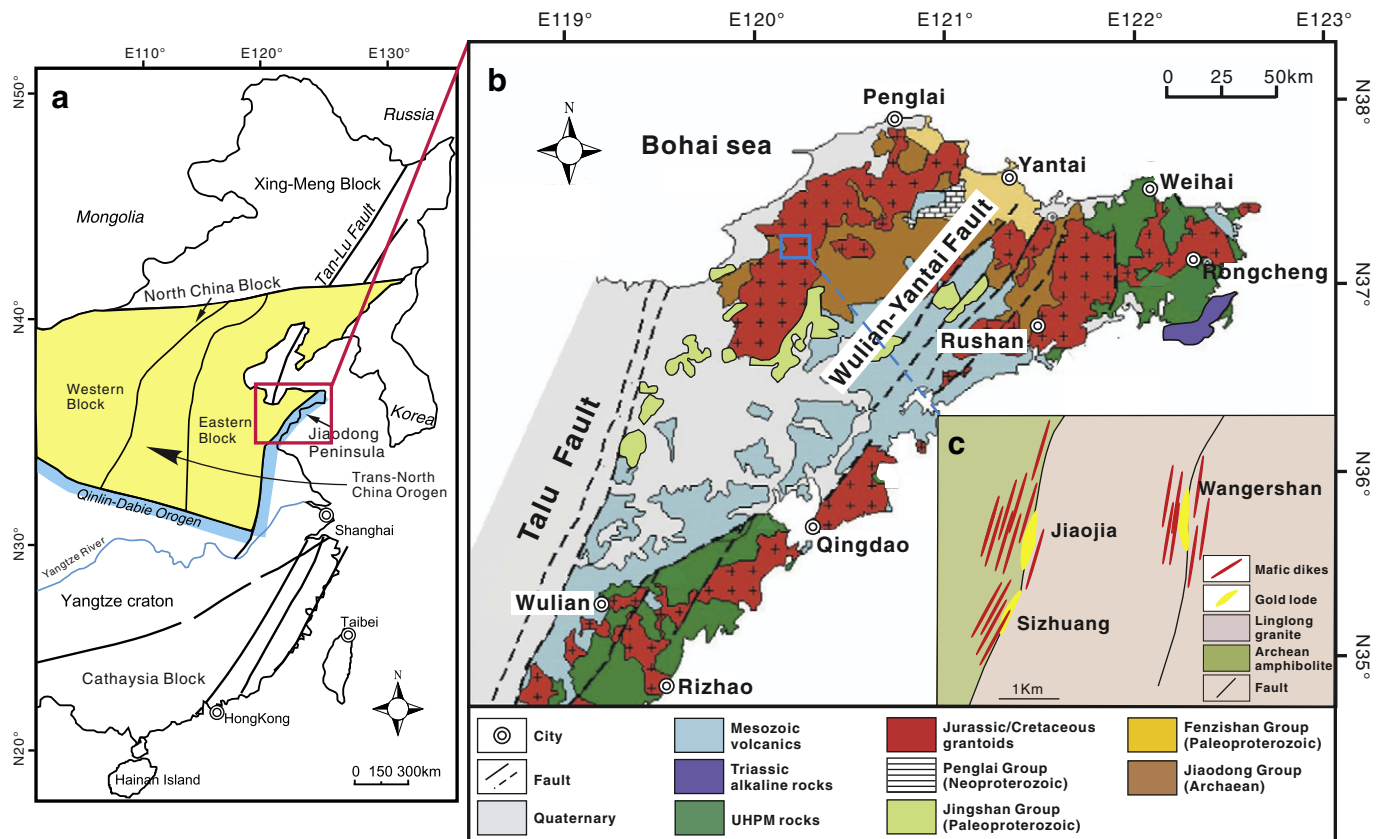 E119°
E120°
E121°
E122°
E123°
E110°
E120°
E130°
a
b
0 25 50km
N50°
N40°
N30°
N20°
N38°
N37°
N36°
N35°
Russia
Xing-Meng Block
Mongolia
Tan-Lu Fault
North China Block
Western
Block
Eastern
Block
Korea
Jiaodong
Peninsula
Trans-North
China Orogen
Qinlin-Dabie Orogen
Shanghai
Yangtze River
Yangtze craton
Taibei
Cathaysia Block
N
HongKong
Hainan Island
0 150 300km
N
Bohai sea
Penglai
Yantai
Weihai
Rongcheng
Wulian-Yantai Fault
Rushan
Talu Fault
Qingdao
Wulian
Rizhao
c
Wangershan
Jiaojia
Sizhuang
1Km
Mafic dikes
Gold lode
Linglong
granite
Archean
amphibolite
Fault
City
Fault
Quaternary
Mesozoic
volcanics
Triassic
alkaline rocks
UHPM rocks
Jurassic/Cretaceous
grantoids
Penglai Group
(Neoproterozoic)
Jingshan Group
(Paleoproterozoic)
Fenzishan Group
(Paleoproterozoic)
Jiaodong Group
(Archaean)